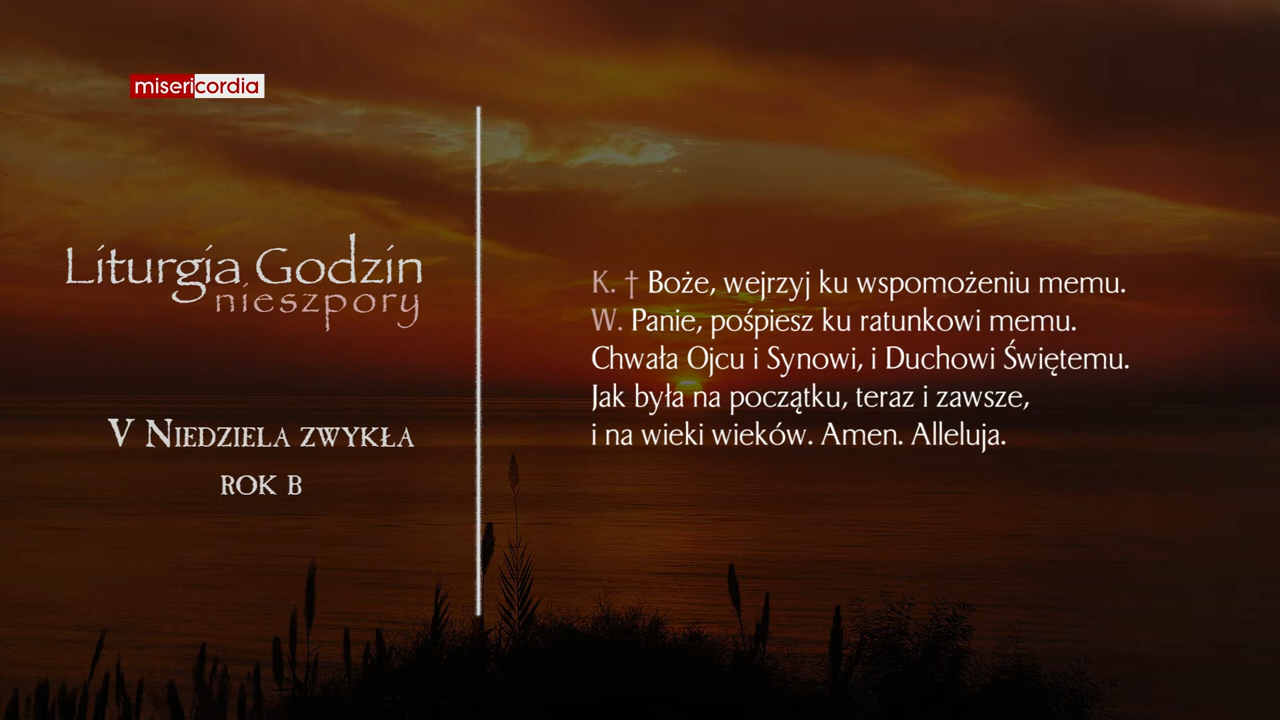 misericordia
Liturgia Godzin
nieszpory
V Niedziela zwykła
rok B
K. † Boże, wejrzyj ku wspomożeniu memu.
W. Panie, pośpiesz ku ratunkowi memu.
Chwała Ojcu i Synowi, i Duchowi Świętemu.
Jak była na początku, teraz i zawsze,
i na wieki wieków. Amen. Alleluja.